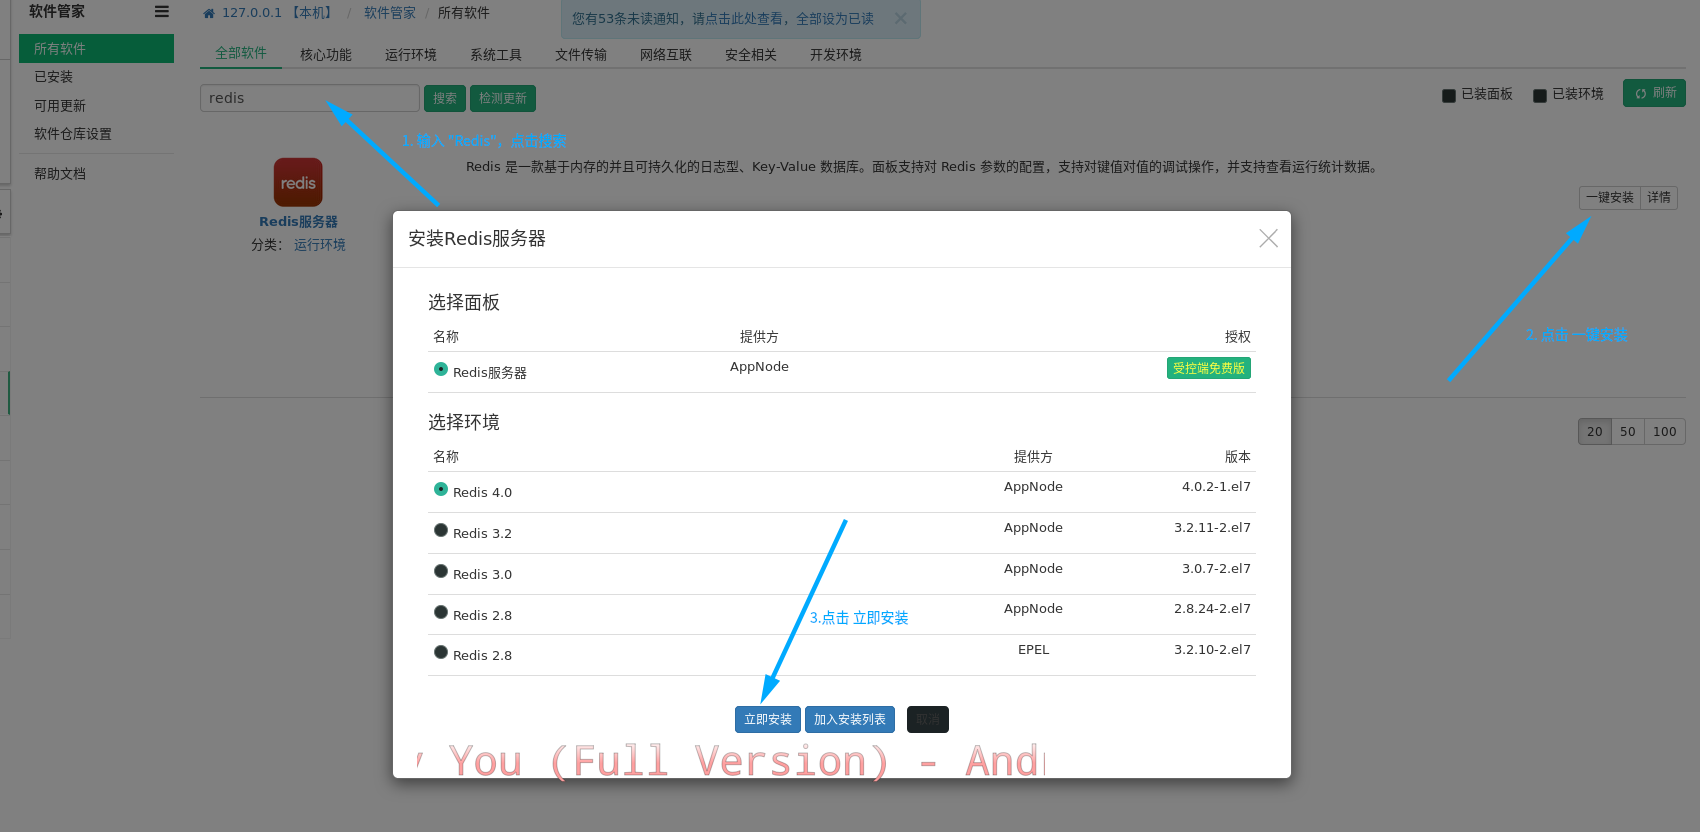 软件管家
127.0.0.1 【本机】 / 软件管家 / 所有软件
您有53条未读通知，请点击此处查看，全部设为已读
所有软件
已安装
可用更新
软件仓库设置
帮助文档
全部软件 核心功能 运行环境 系统工具 文件传输 网络互联 安全相关 开发环境
redis 搜索 检测更新
已装面板 已装环境 刷新
1. 输入 "Redis"，点击搜索
redis
Redis 是一款基于内存的并且可持久化的日志型、Key-Value 数据库。面板支持对 Redis 参数的配置，支持对键值对值的调试操作，并支持查看运行统计数据。
一键安装 详情
Redis服务器
分类： 运行环境
2. 点击 一键安装
20 50 100
安装Redis服务器
选择面板
名称 提供方 授权
Redis服务器 AppNode 受控端免费版
选择环境
名称 提供方 版本
Redis 4.0 AppNode 4.0.2-1.el7
Redis 3.2 AppNode 3.2.11-2.el7
Redis 3.0 AppNode 3.0.7-2.el7
Redis 2.8 AppNode 2.8.24-2.el7
3.点击 立即安装
Redis 2.8 EPEL 3.2.10-2.el7
立即安装 加入安装列表 取消
You (Full Version) -